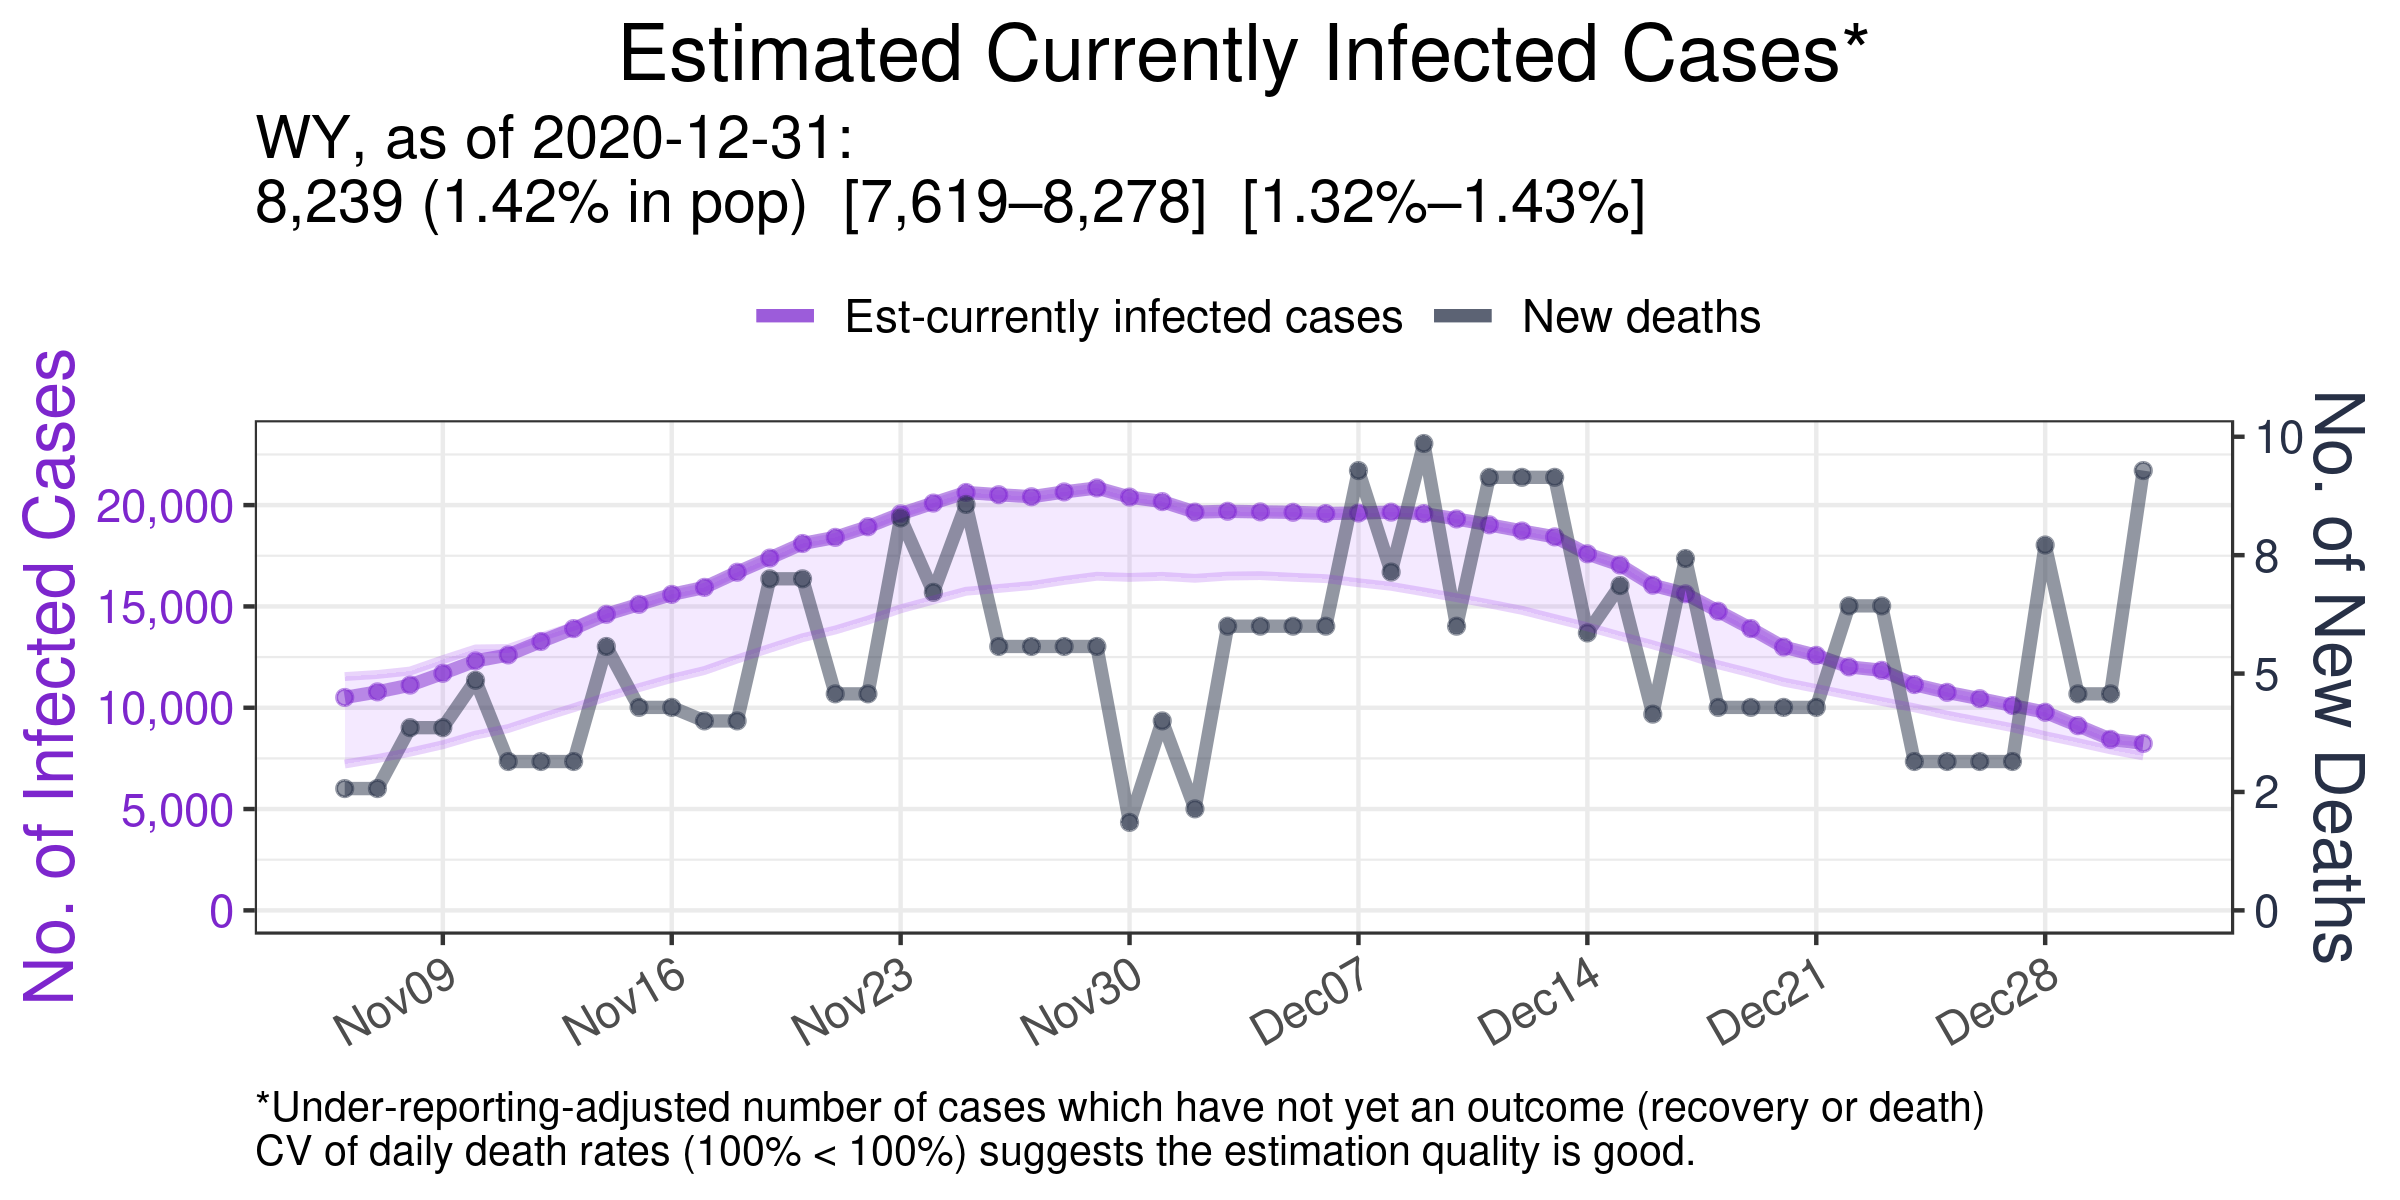 Estimated Currently Infected Cases*
WY, as of 2020-12-31:
8,239 (1.42% in pop)  [7,619–8,278]  [1.32%–1.43%]
Est-currently infected cases
New deaths
No. of Infected Cases
20,000
15,000
10,000
5,000
0
10
8
5
2
0
No. of New Deaths
Nov09
Nov16
Nov23
Nov30
Dec07
Dec14
Dec21
Dec28
*Under-reporting-adjusted number of cases which have not yet an outcome (recovery or death)
CV of daily death rates (100% < 100%) suggests the estimation quality is good.